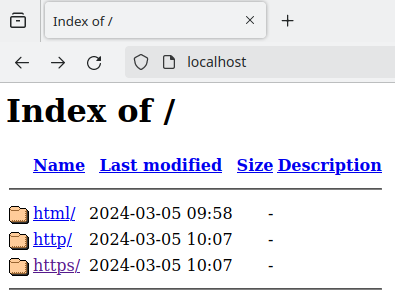 Index of /
localhost
Index of /
Name Last modified Size Description
html/ 2024-03-05 09:58 -
http/ 2024-03-05 10:07 -
https/ 2024-03-05 10:07 -